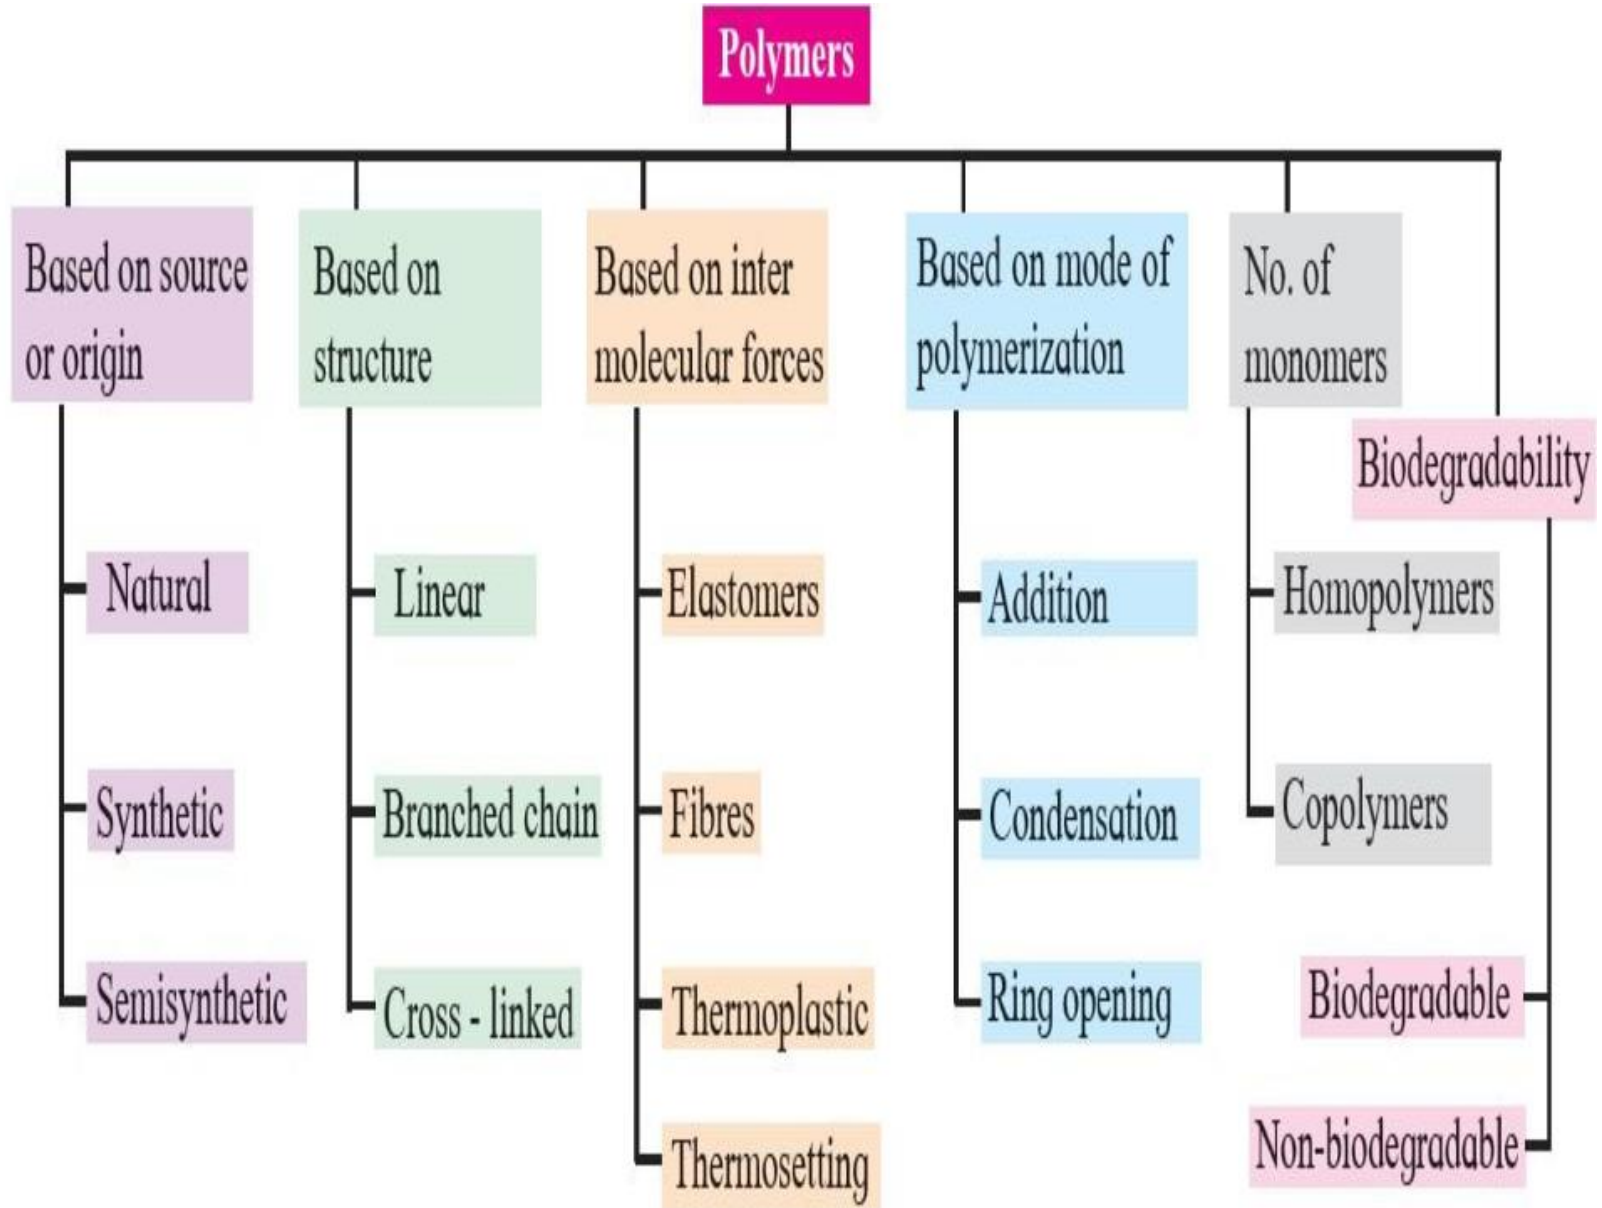 Polymers
Based on source
or origin
Natural
Synthetic
Semisynthetic
Based on
structure
Linear
Branched chain
Cross - linked
Based on inter
molecular forces
Elastomers
Fibres
Thermoplastic
Thermosetting
Based on mode of
polymerization
Addition
Condensation
Ring opening
No. of
monomers
Homopolymers
Copolymers
Biodegradability
Biodegradable
Non-biodegradable